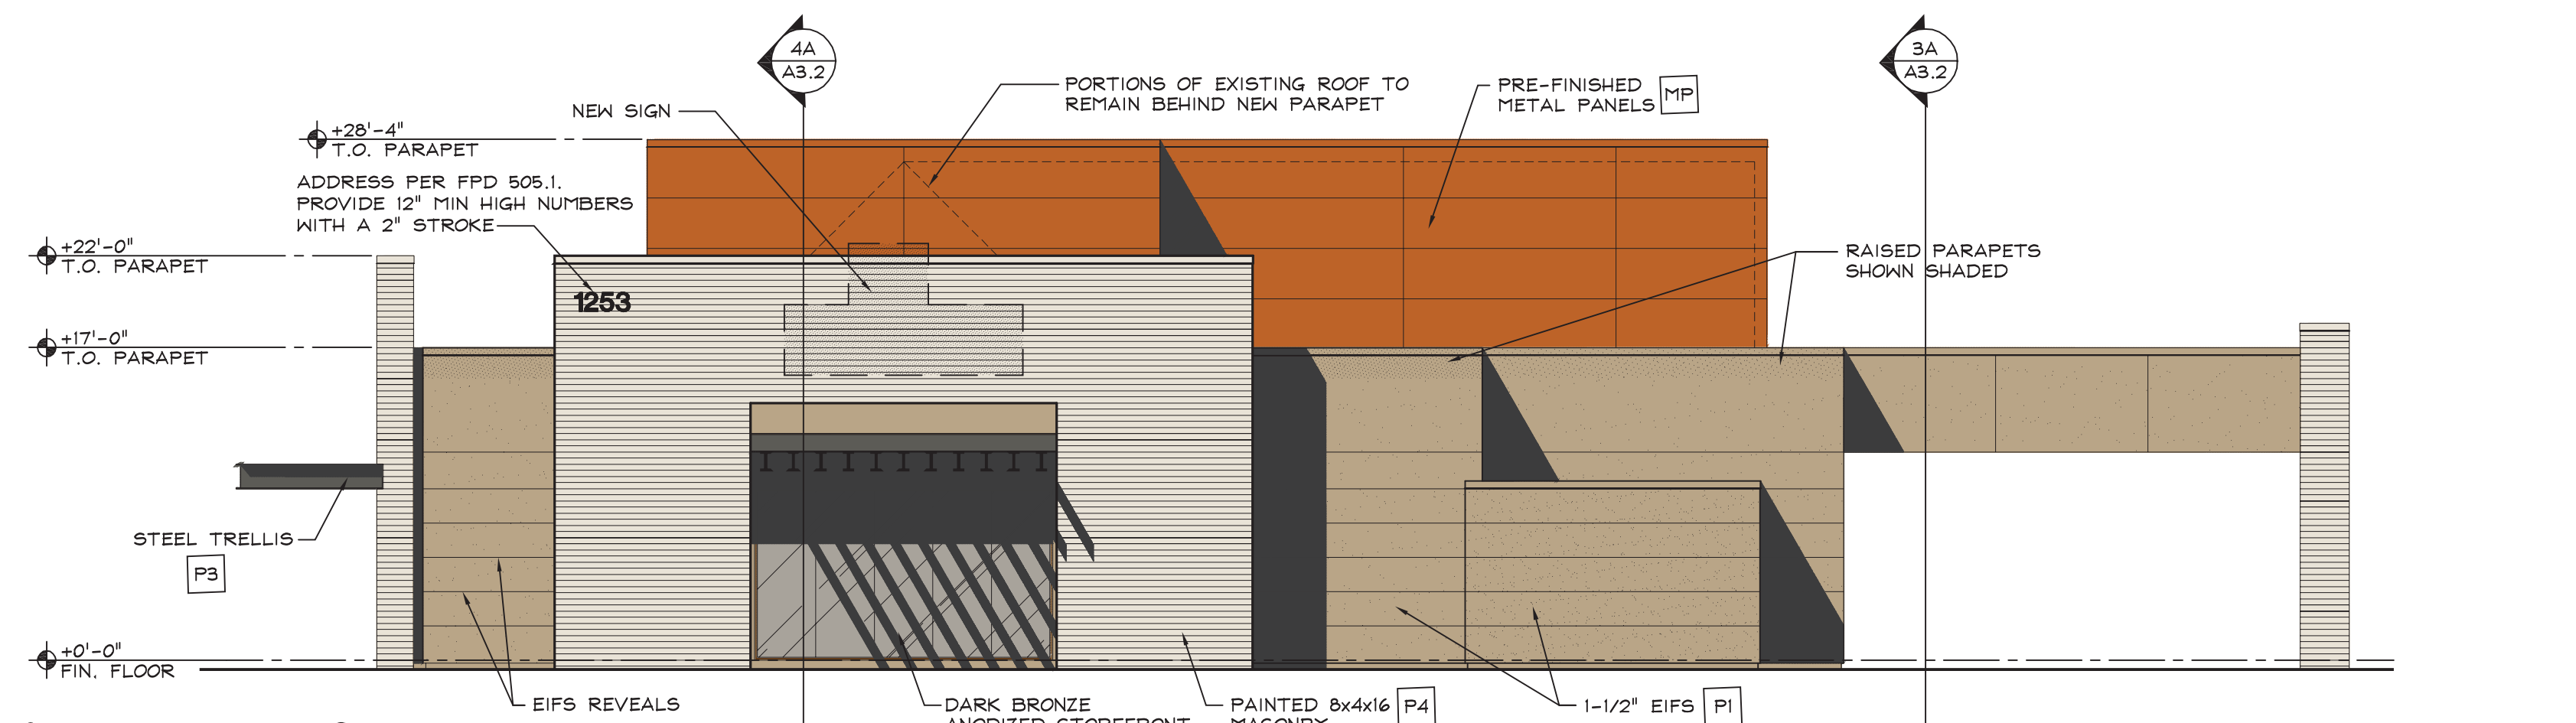 4A
A3.2
3A
A3.2
NEW SIGN
PORTIONS OF EXISTING ROOF TO
REMAIN BEHIND NEW PARAPET
PRE-FINISHED
METAL PANELS
MP
+28'-4"
T.O. PARAPET
ADDRESS PER FPD 505.1.
PROVIDE 12" MIN HIGH NUMBERS
WITH A 2" STROKE
+22'-0"
T.O. PARAPET
RAISED PARAPETS
SHOWN SHADED
1253
+17'-0"
T.O. PARAPET
STEEL TRELLIS
P3
+0'-0"
FIN. FLOOR
EIFS REVEALS
DARK BRONZE
ANODIZED STOREFRONT
PAINTED 8x4x16
MASONRY
P4
1-1/2" EIFS
P1